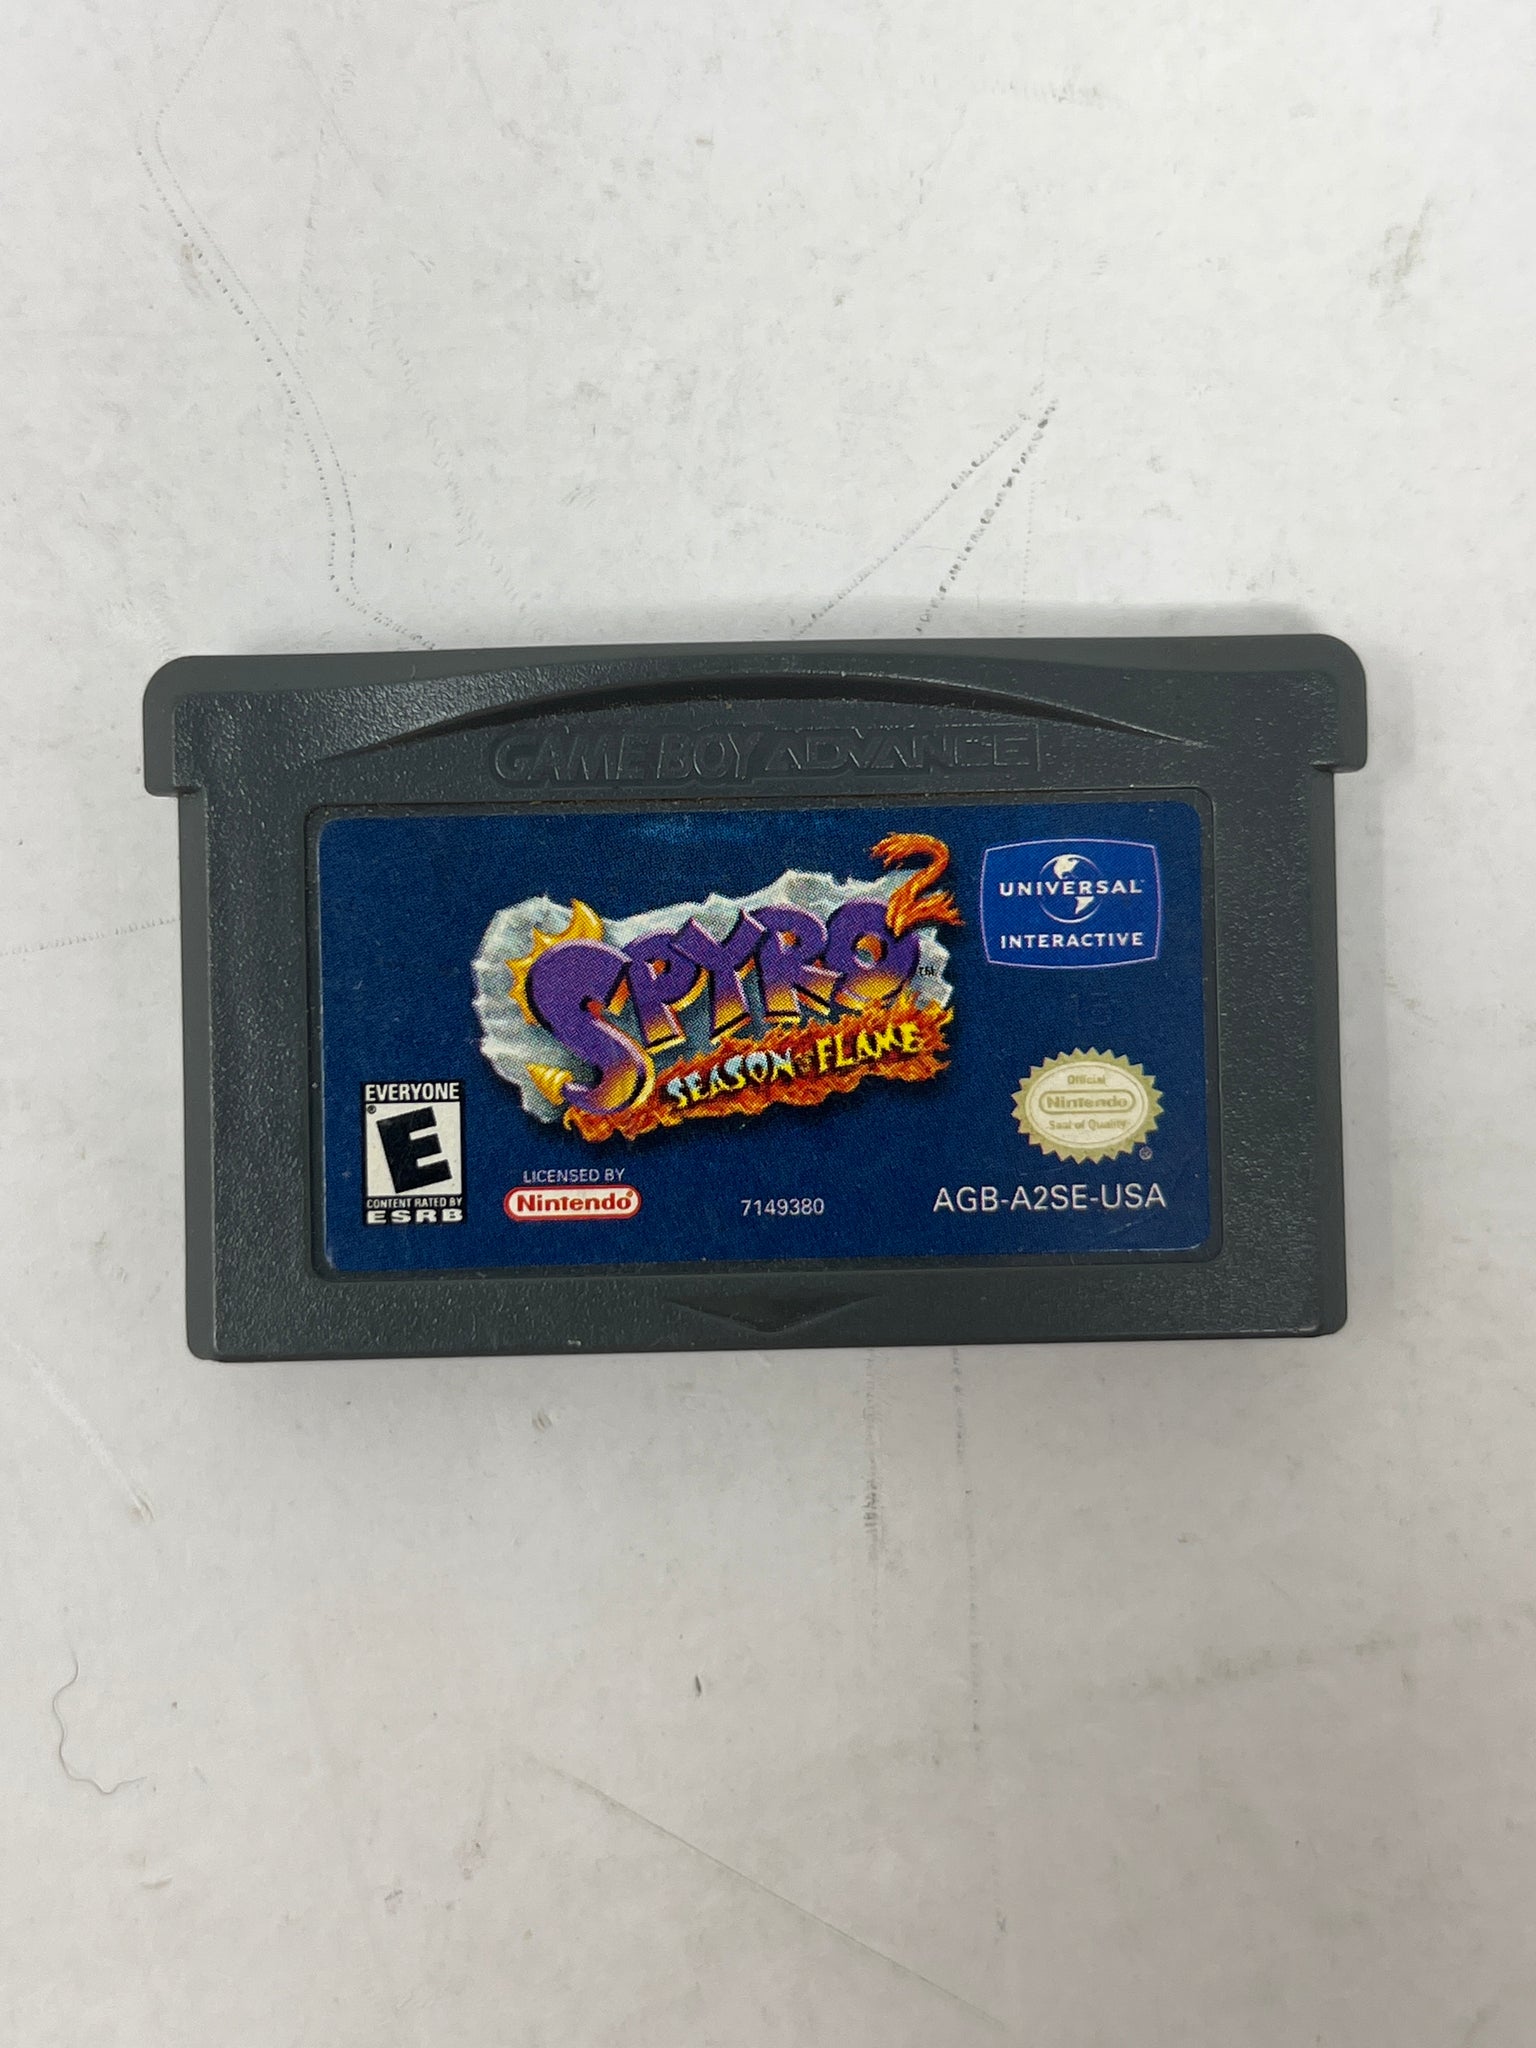 GAME BOY ADVANCE
SPYRO 2
TM
SEASON OF FLAME
UNIVERSAL
INTERACTIVE
EVERYONE
E
®
CONTENT RATED BY
ESRB
LICENSED BY
Nintendo®
7149380
Official
Nintendo
Seal of Quality
®
AGB-A2SE-USA